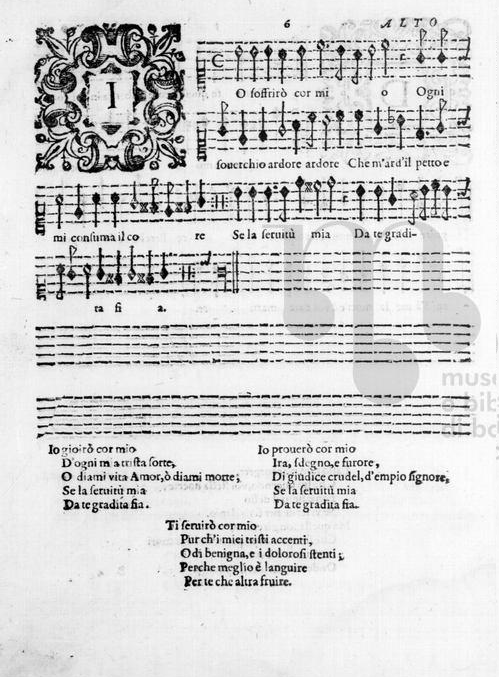 6
ALTO
I
O soffrirò cor mi o Ogni
souerchio ardore ardore Che m'ard'il petto e
mi consuma il co re Se la seruitù mia Da te gradi-
ta si a.
Io gioirò cor mio
D'ogni mia trista sorte,
O diami vita Amor, ò diami morte;
Se la seruitù mia
Da te gradita sia.
Io prouerò cor mio
Ira, sdegno, e furore,
Di giudice crudel, d'empio signore,
Se la seruitù mia
Da te gradita sia.
Ti seruirò cor mio
Pur ch'i miei tristi accenti,
Odi benigna, e i dolorosi stenti;
Perche meglio è languire
Per te che altra fruire.
muse
e bib
di bo